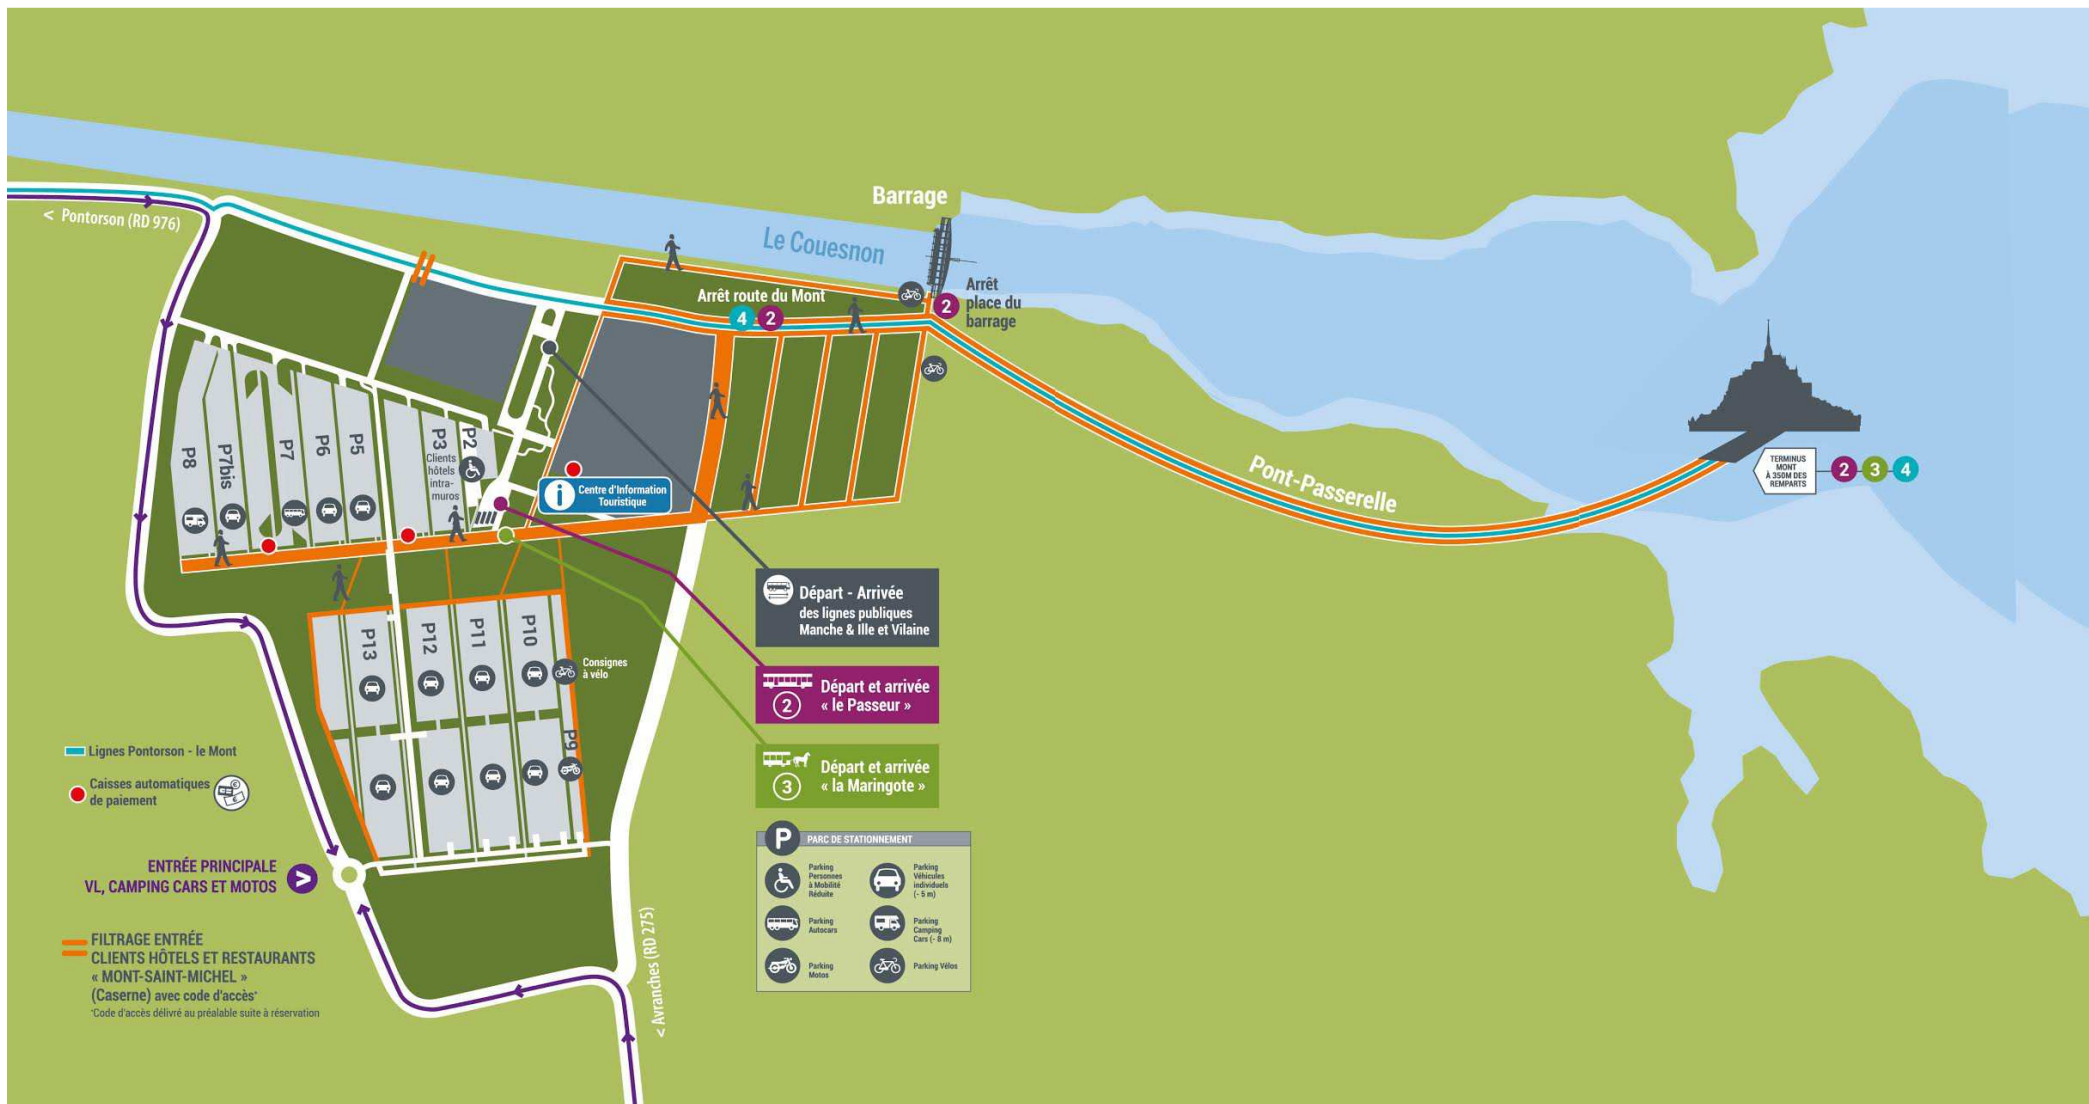 Barrage
Le Couesnon
< Pontorson (RD 976)
Arrêt
place du
barrage
2
Arrêt route du Mont
4 2
P8
P7bis
P7
P6
P5
P3
Clients
hôtels
intra-
muros
P2
i
Centre d'Information
Touristique
Pont-Passerelle
TERMINUS
MONT
À 350M DES
REMPARTS
2 3 4
Départ - Arrivée
des lignes publiques
Manche & Ille et Vilaine
2
Départ et arrivée
« le Passeur »
3
Départ et arrivée
« la Maringote »
P13
P12
P11
P10
Consignes
à vélo
P9
Lignes Pontorson - le Mont
Caisses automatiques
de paiement
ENTRÉE PRINCIPALE
VL, CAMPING CARS ET MOTOS
>
FILTRAGE ENTRÉE
CLIENTS HÔTELS ET RESTAURANTS
« MONT-SAINT-MICHEL »
(Caserne) avec code d'accès*
*Code d'accès délivré au préalable suite à réservation
< Avranches (RD 275)
P
PARC DE STATIONNEMENT
Parking
Personnes
à Mobilité
Réduite
Parking
Véhicules
individuels
(- 5 m)
Parking
Autocars
Parking
Camping
Cars (- 8 m)
Parking
Motos
Parking Vélos